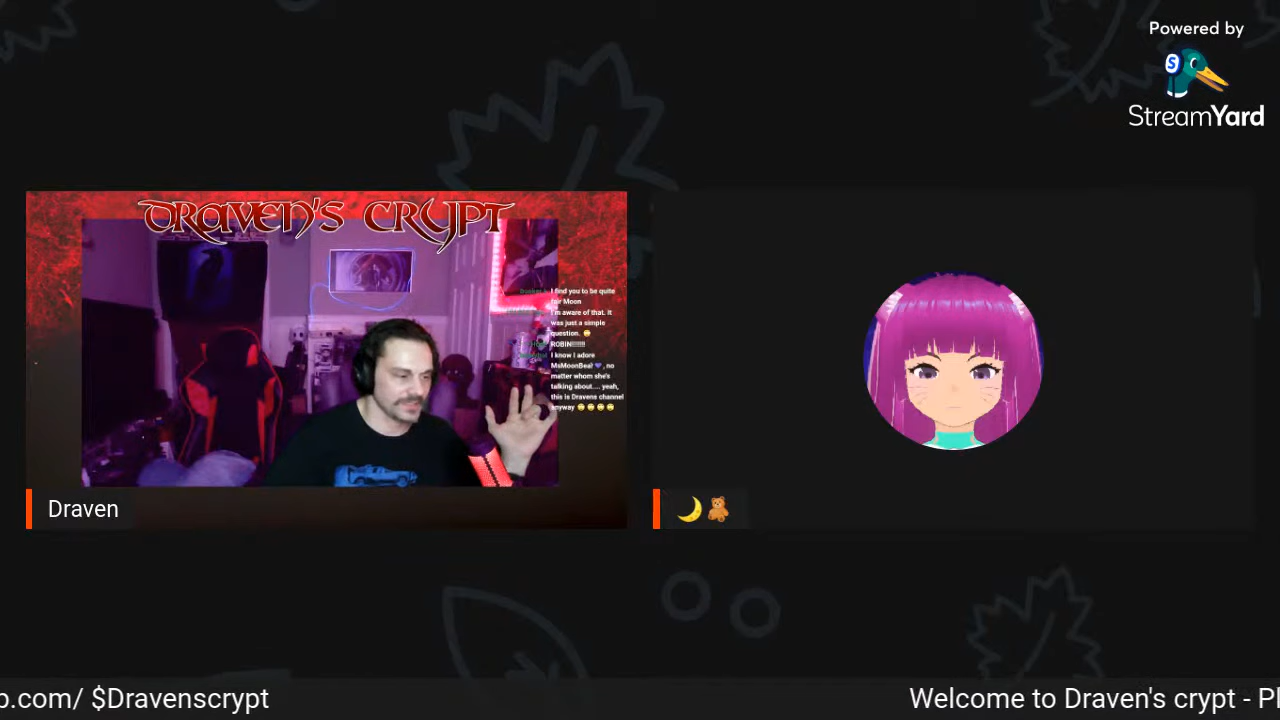 Powered by
S
StreamYard
DRAVEN'S CRYPT
I find you to be quite
fair Moon
I'm aware of that. It
was just a simple
question. 🙄
ROBIN!!!!!!!
I know I adore
MsMoonBeal 💜, no
matter whom she's
talking about.... yeah,
this is Dravens channel
anyway 🙄 🙄 🙄 🙄
Draven
🌙🧸
p.com/ $Dravenscrypt
Welcome to Draven's crypt - Pl